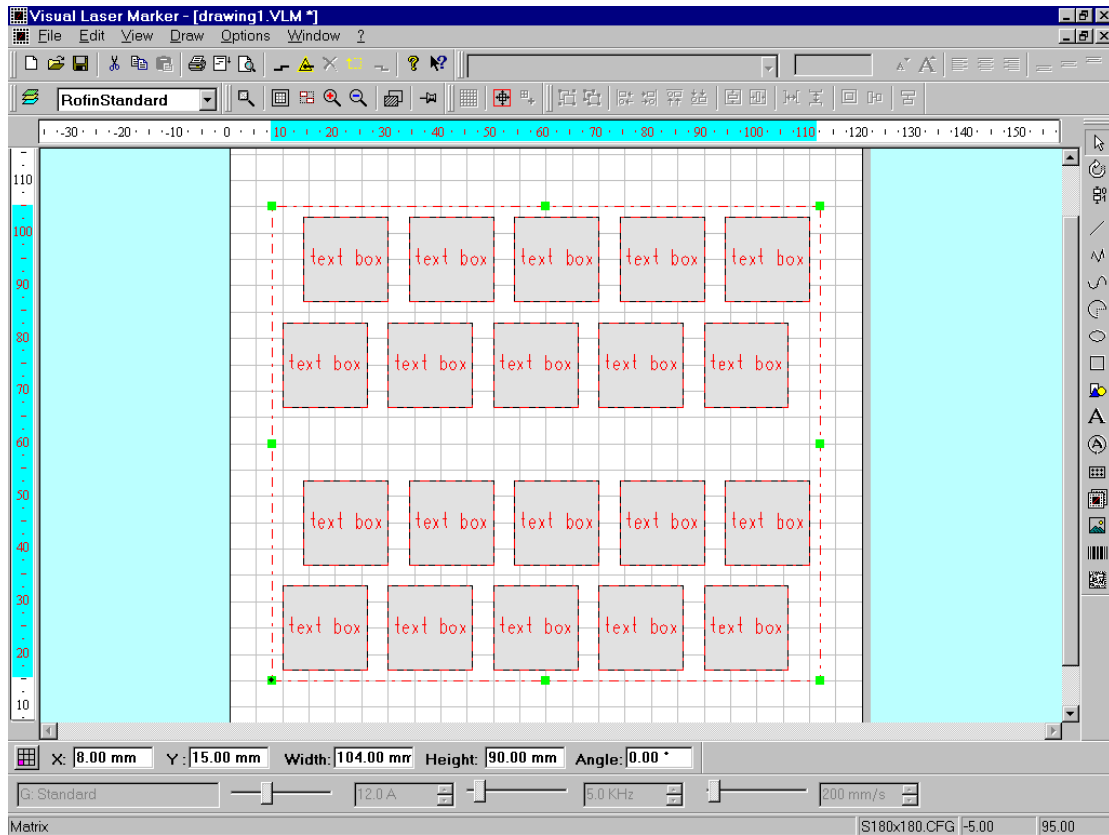 Visual Laser Marker - [drawing1.VLM *]
File Edit View Draw Options Window ?
RofinStandard
-30 -20 -10 0 10 20 30 40 50 60 70 80 90 100 110 120 130 140 150
110
100
90
80
70
60
50
40
30
20
10
text box text box text box text box text box
text box text box text box text box text box
text box text box text box text box text box
text box text box text box text box text box
X: 8.00 mm Y: 15.00 mm Width: 104.00 mm Height: 90.00 mm Angle: 0.00 °
G: Standard 12.0 A 5.0 KHz 200 mm/s
Matrix S180x180.CFG -5.00 95.00